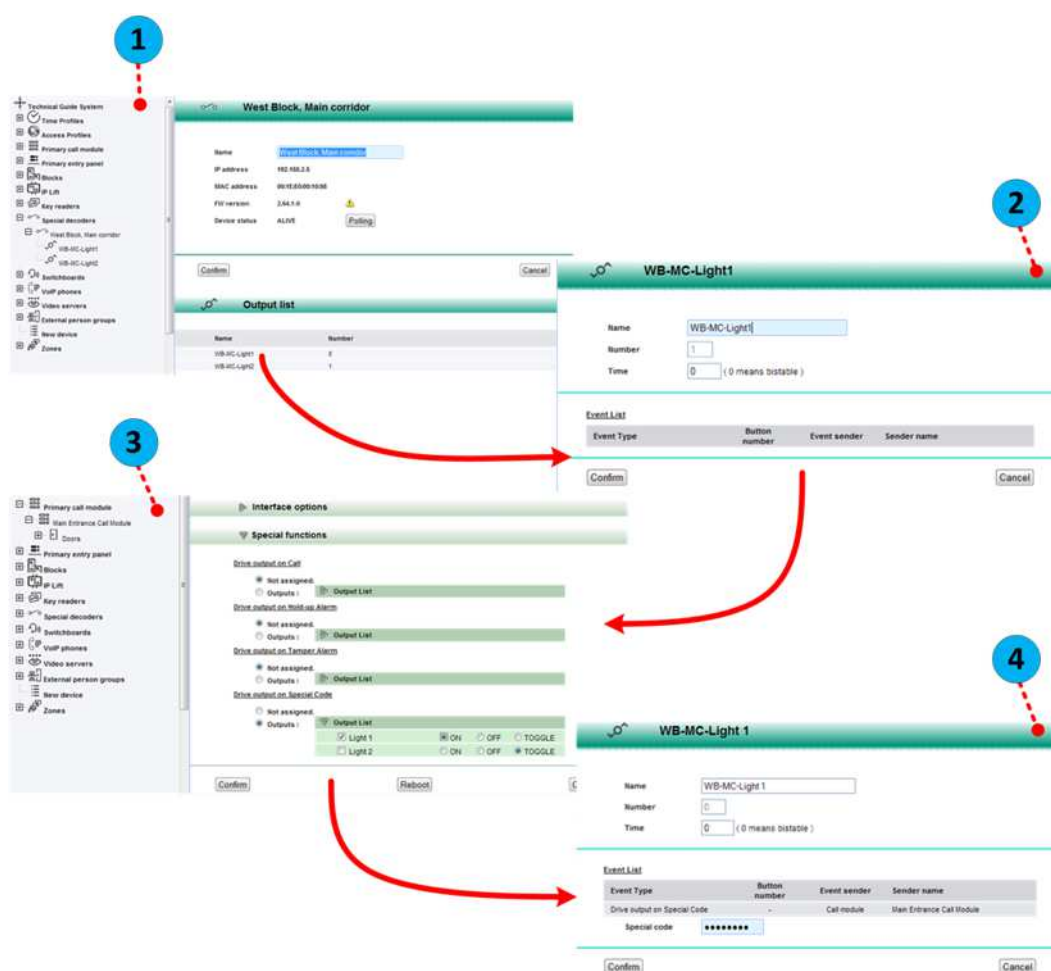 1
Technical Guide System
Time Profiles
Access Profiles
Primary call module
Primary entry panel
Blocks
IP Lift
Key readers
Special decoders
West Block, Main corridor
WB-MC-Light1
WB-MC-Light2
Switchboards
VoIP phones
Video servers
External person groups
New device
Zones
West Block, Main corridor
Name West Block, Main corridor
IP address 192.168.2.5
MAC address
FW version 2.64.1-0
Device status ALIVE Polling
Confirm Cancel
Output list
Name Number
WB-MC-Light1
WB-MC-Light2 1
2
WB-MC-Light1
Name WB-MC-Light1
Number 1
Time 0 ( 0 means bistable )
Event List
Event Type Button number Event sender Sender name
Confirm Cancel
3
Primary call module
Main Entrance Call Module
Doors
Primary entry panel
Blocks
IP Lift
Key readers
Special decoders
Switchboards
VoIP phones
Video servers
External person groups
New device
Zones
Interface options
Special functions
Drive output on Call
Not assigned.
Outputs : Output List
Drive output on Hold-up Alarm
Not assigned.
Outputs : Output List
Drive output on Tamper Alarm
Not assigned.
Outputs : Output List
Drive output on Special Code
Not assigned.
Outputs : Output List
Light 1 ON OFF TOGGLE
Light 2 ON OFF TOGGLE
Confirm Reboot C
4
WB-MC-Light 1
Name WB-MC-Light 1
Number 0
Time 0 ( 0 means bistable )
Event List
Event Type Button number Event sender Sender name
Drive output on Special Code - Call module Main Entrance Call Module
Special code ●●●●●●●●
Confirm Cancel